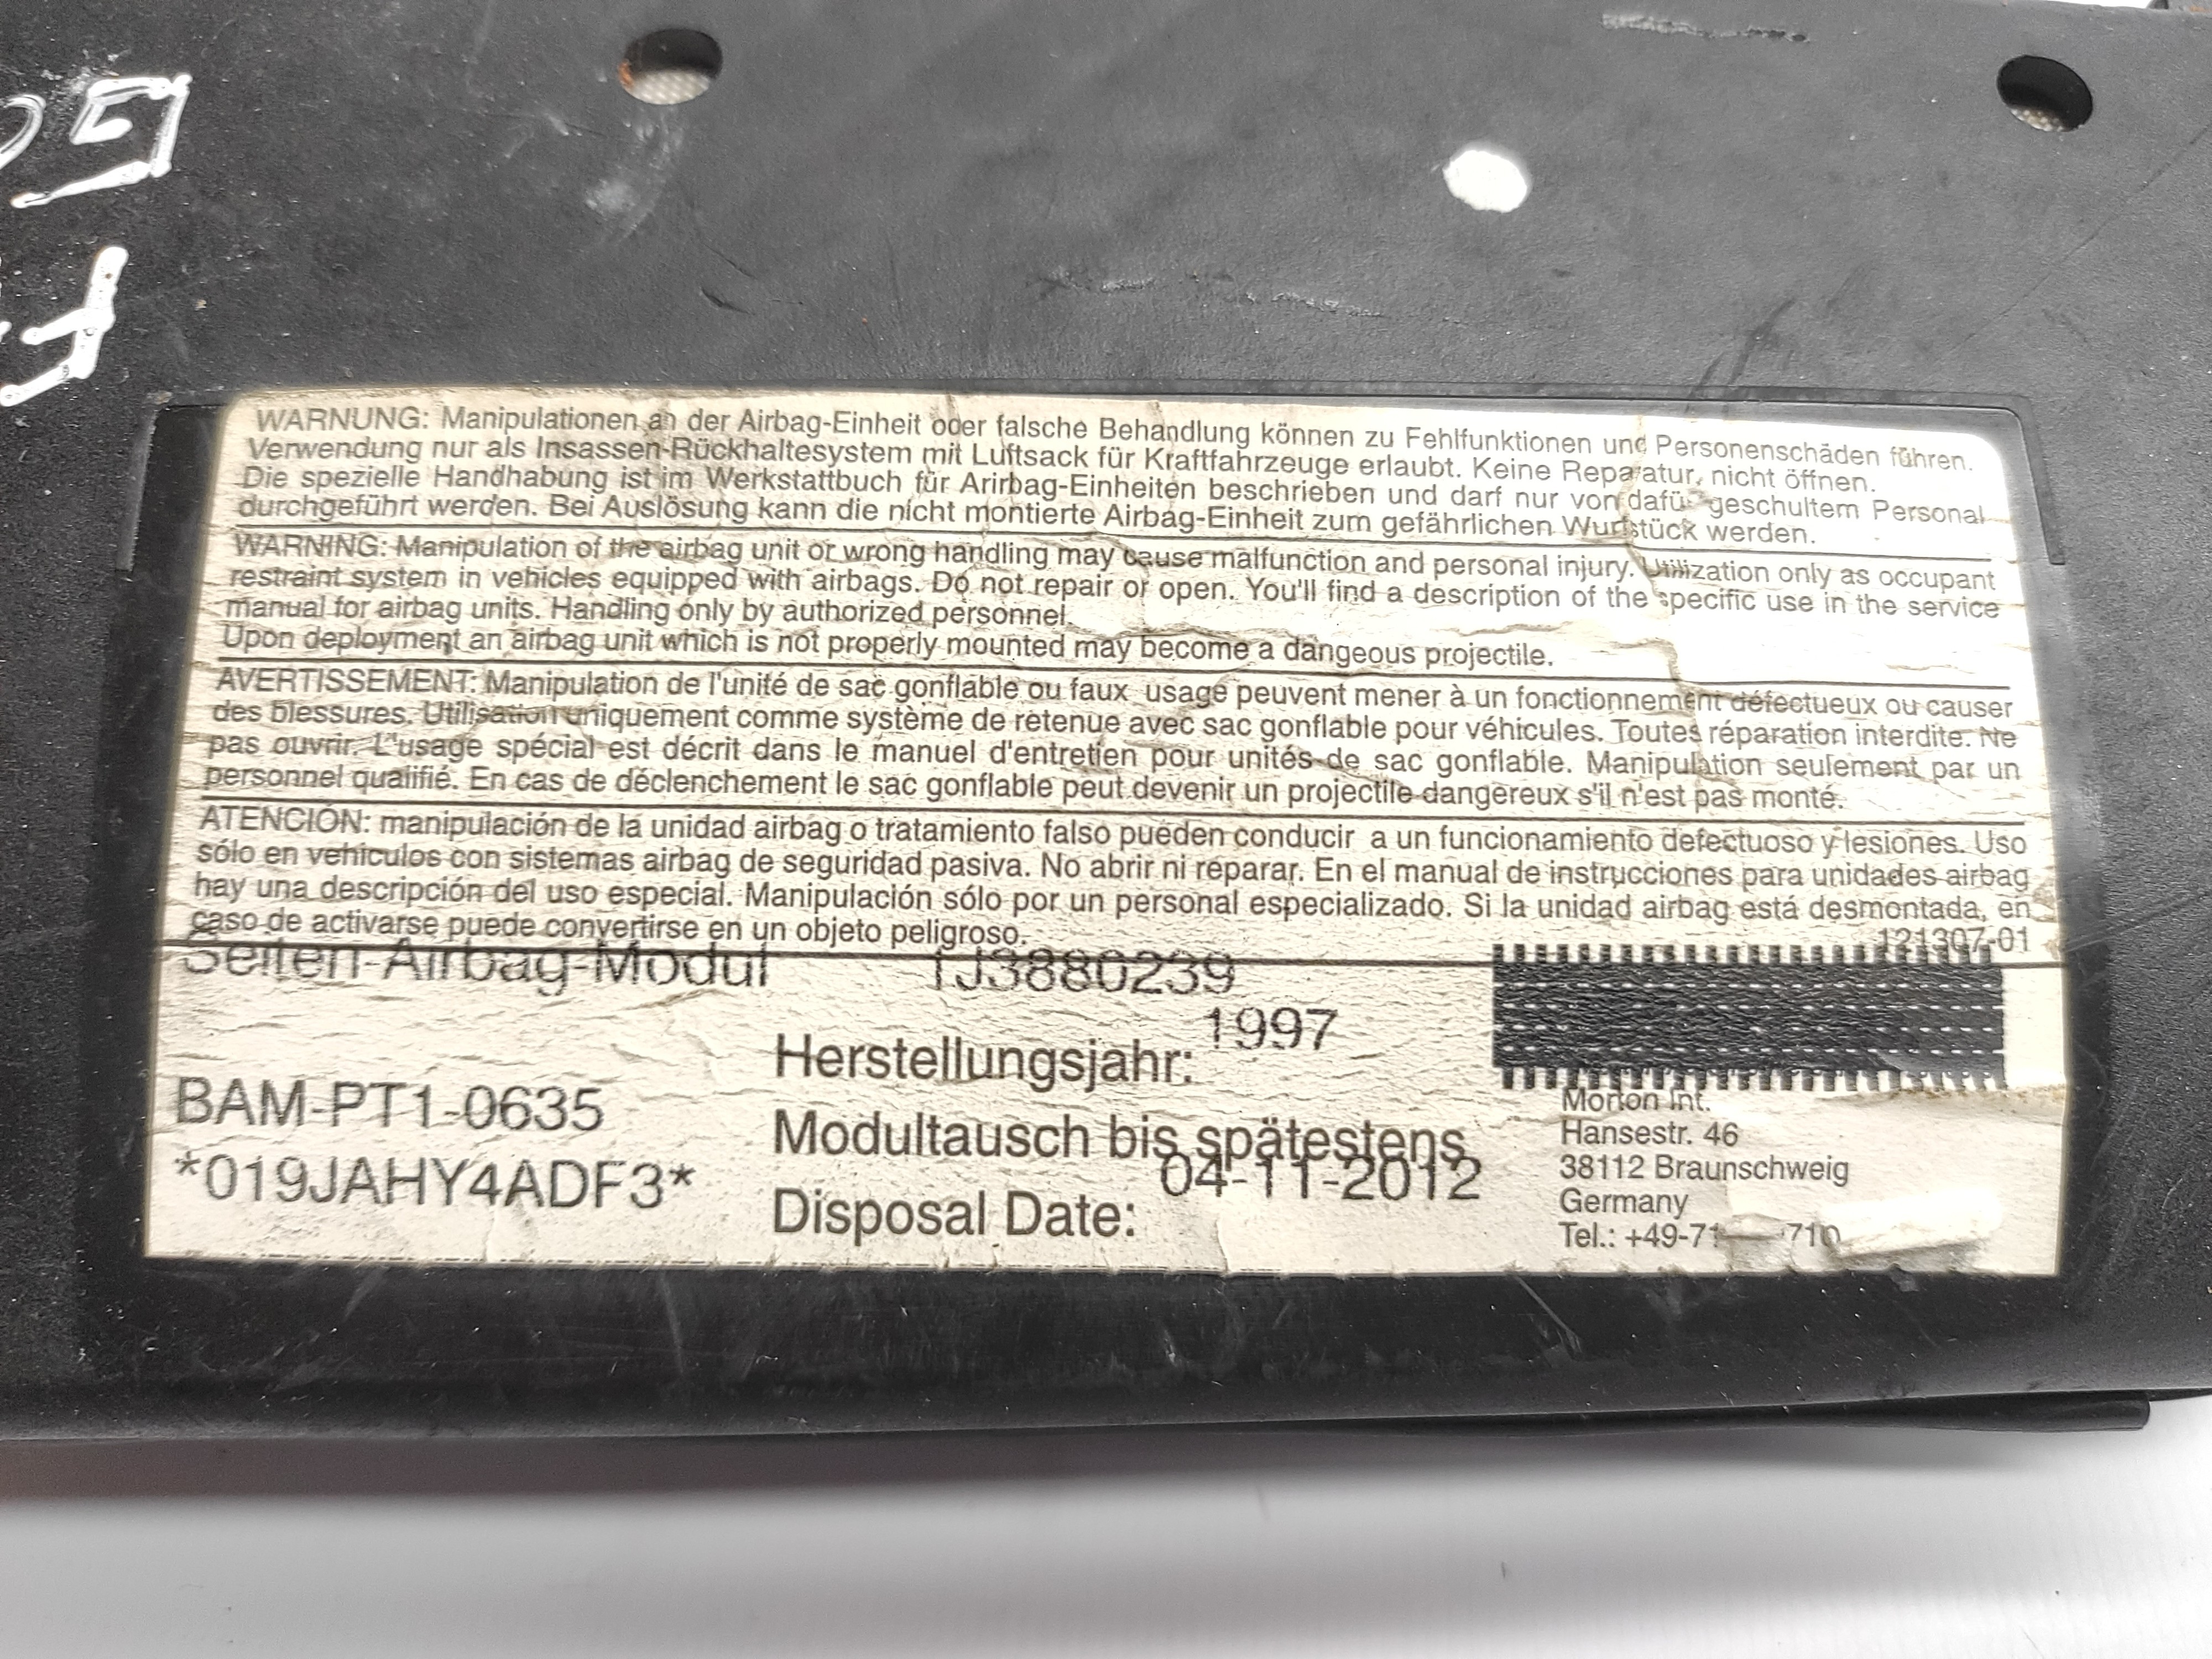 WARNUNG: Manipulationen an der Airbag-Einheit oder falsche Behandlung können zu Fehlfunktionen und Personenschäden führen.
Verwendung nur als Insassen-Rückhaltesystem mit Luftsack für Kraftfahrzeuge erlaubt. Keine Reparatur, nicht öffnen.
Die spezielle Handhabung ist im Werkstattbuch für Arirbag-Einheiten beschrieben und darf nur von dafür geschultem Personal
durchgeführt werden. Bei Auslösung kann die nicht montierte Airbag-Einheit zum gefährlichen Wurfstück werden.
WARNING: Manipulation of the airbag unit or wrong handling may cause malfunction and personal injury. Utilization only as occupant
restraint system in vehicles equipped with airbags. Do not repair or open. You'll find a description of the specific use in the service
manual for airbag units. Handling only by authorized personnel.
Upon deployment an airbag unit which is not properly mounted may become a dangeous projectile.
AVERTISSEMENT: Manipulation de l'unité de sac gonflable ou faux usage peuvent mener à un fonctionnement défectueux ou causer
des blessures. Utilisation uniquement comme système de retenue avec sac gonflable pour véhicules. Toutes réparation interdite. Ne
pas ouvrir. L'usage spécial est décrit dans le manuel d'entretien pour unités de sac gonflable. Manipulation seulement par un
personnel qualifié. En cas de déclenchement le sac gonflable peut devenir un projectile dangereux s'il n'est pas monté.
ATENCIÓN: manipulación de la unidad airbag o tratamiento falso pueden conducir a un funcionamiento defectuoso y lesiones. Uso
sólo en vehículos con sistemas airbag de seguridad pasiva. No abrir ni reparar. En el manual de instrucciones para unidades airbag
hay una descripción del uso especial. Manipulación sólo por un personal especializado. Si la unidad airbag está desmontada, en
caso de activarse puede convertirse en un objeto peligroso.
121307-01
Seiten-Airbag-Modul 1J3880239
Herstellungsjahr: 1997
BAM-PT1-0635
Modultausch bis spätestens
*019JAHY4ADF3*
04-11-2012
Disposal Date:
Morton Int.
Hansestr. 46
38112 Braunschweig
Germany
Tel.: +49-71 710